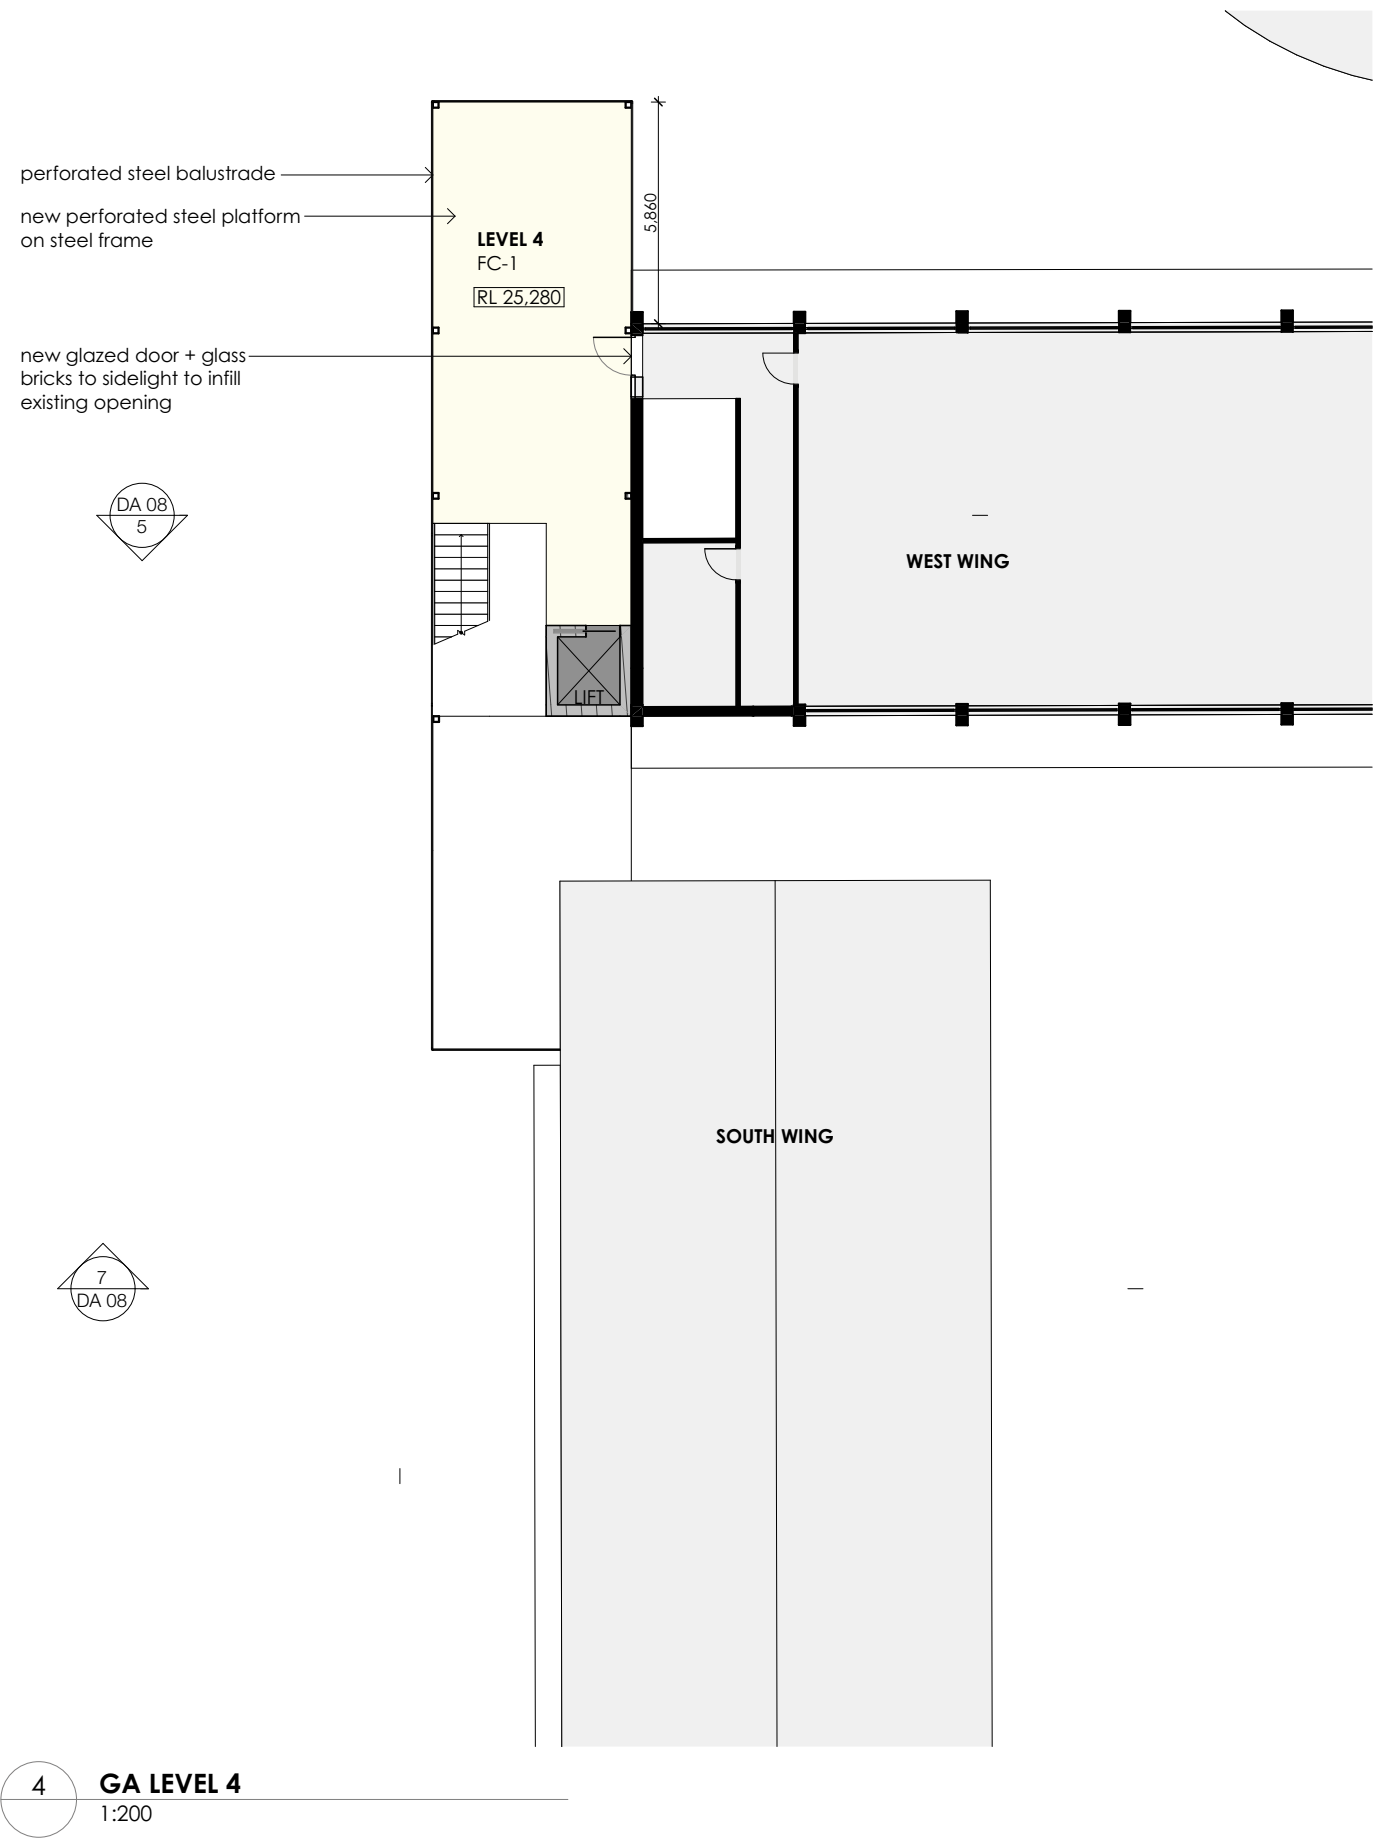 perforated steel balustrade
new perforated steel platform
on steel frame
5,860
LEVEL 4
FC-1
RL 25,280
new glazed door + glass
bricks to sidelight to infill
existing opening
DA 08
5
WEST WING
LIFT
SOUTH WING
7
DA 08
4
GA LEVEL 4
1:200